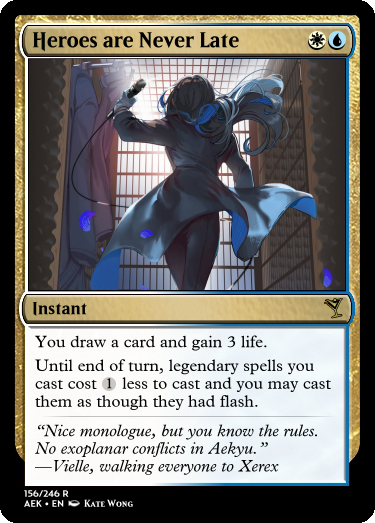 Heroes are Never Late
Instant
You draw a card and gain 3 life.
Until end of turn, legendary spells you
cast cost 1 less to cast and you may cast
them as though they had flash.
“Nice monologue, but you know the rules.
No exoplanar conflicts in Aekyu.”
—Vielle, walking everyone to Xerex
156/246 R
AEK • EN Kate Wong